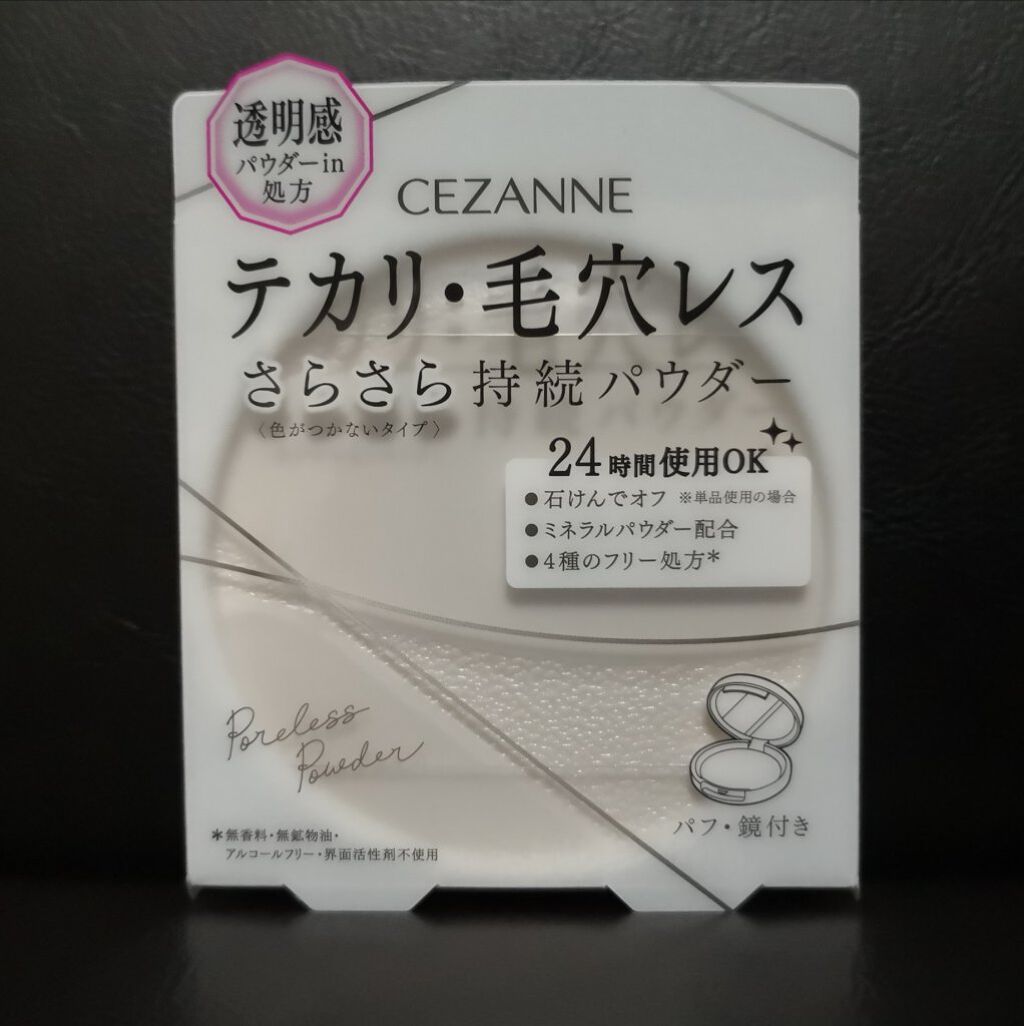 透明感
パウダーin
処方
CEZANNE
テカリ・毛穴レス
さらさら持続パウダー
〈色がつかないタイプ〉
24時間使用OK
●石けんでオフ ※単品使用の場合
●ミネラルパウダー配合
●4種のフリー処方*
Poreless
Powder
パフ・鏡付き
*無香料・無鉱物油・
アルコールフリー・界面活性剤不使用